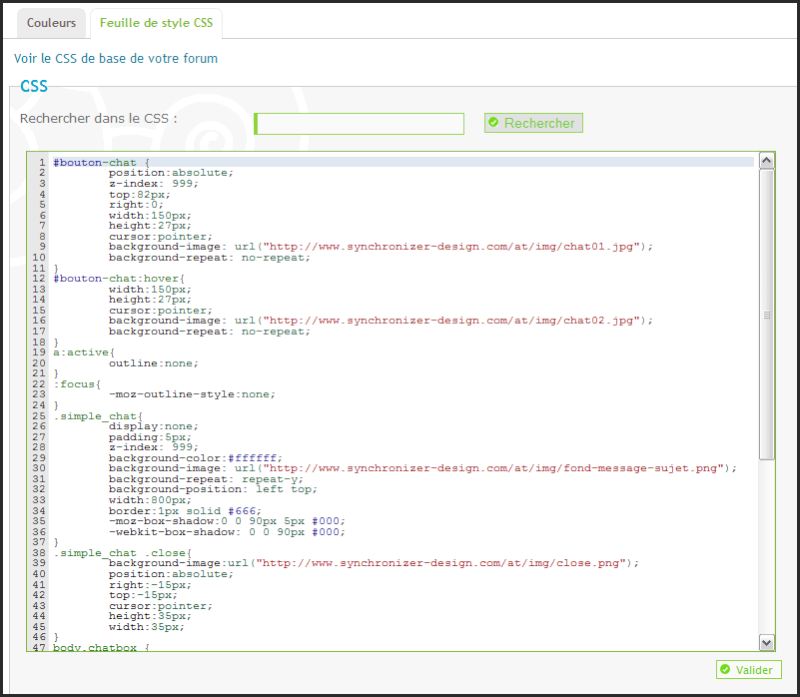 Couleurs Feuille de style CSS
Voir le CSS de base de votre forum
CSS
Rechercher dans le CSS : Rechercher
1 #bouton-chat {
2 position:absolute;
3 z-index: 999;
4 top:82px;
5 right:0;
6 width:150px;
7 height:27px;
8 cursor:pointer;
9 background-image: url("http://www.synchronizer-design.com/at/img/chat01.jpg");
10 background-repeat: no-repeat;
11 }
12 #bouton-chat:hover{
13 width:150px;
14 height:27px;
15 cursor:pointer;
16 background-image: url("http://www.synchronizer-design.com/at/img/chat02.jpg");
17 background-repeat: no-repeat;
18 }
19 a:active{
20 outline:none;
21 }
22 :focus{
23 -moz-outline-style:none;
24 }
25 .simple_chat{
26 display:none;
27 padding:5px;
28 z-index: 999;
29 background-color:#ffffff;
30 background-image: url("http://www.synchronizer-design.com/at/img/fond-message-sujet.png");
31 background-repeat: repeat-y;
32 background-position: left top;
33 width:800px;
34 border:1px solid #666;
35 -moz-box-shadow:0 0 90px 5px #000;
36 -webkit-box-shadow: 0 0 90px #000;
37 }
38 .simple_chat .close{
39 background-image:url("http://www.synchronizer-design.com/at/img/close.png");
40 position:absolute;
41 right:-15px;
42 top:-15px;
43 cursor:pointer;
44 height:35px;
45 width:35px;
46 }
47 body.chatbox {
Valider